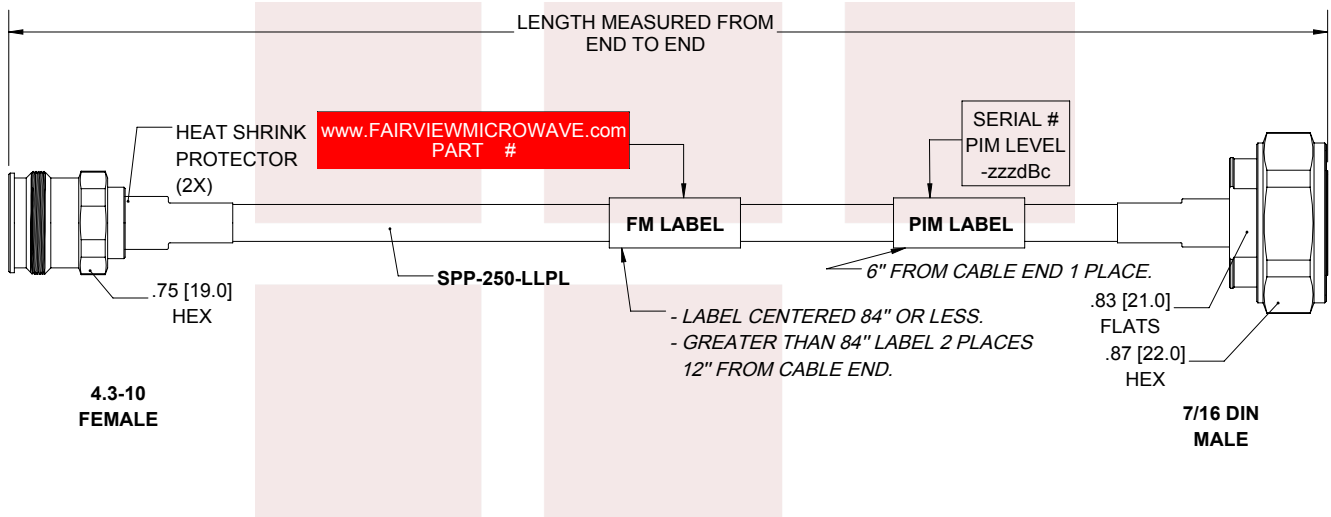 LENGTH MEASURED FROM
END TO END
HEAT SHRINK
PROTECTOR
(2X)
www.FAIRVIEWMICROWAVE.com
PART #
SERIAL #
PIM LEVEL
-zzzdBc
FM LABEL
PIM LABEL
SPP-250-LLPL
6" FROM CABLE END 1 PLACE.
.75 [19.0]
HEX
- LABEL CENTERED 84" OR LESS.
- GREATER THAN 84" LABEL 2 PLACES
12" FROM CABLE END.
.83 [21.0]
FLATS
.87 [22.0]
HEX
4.3-10
FEMALE
7/16 DIN
MALE